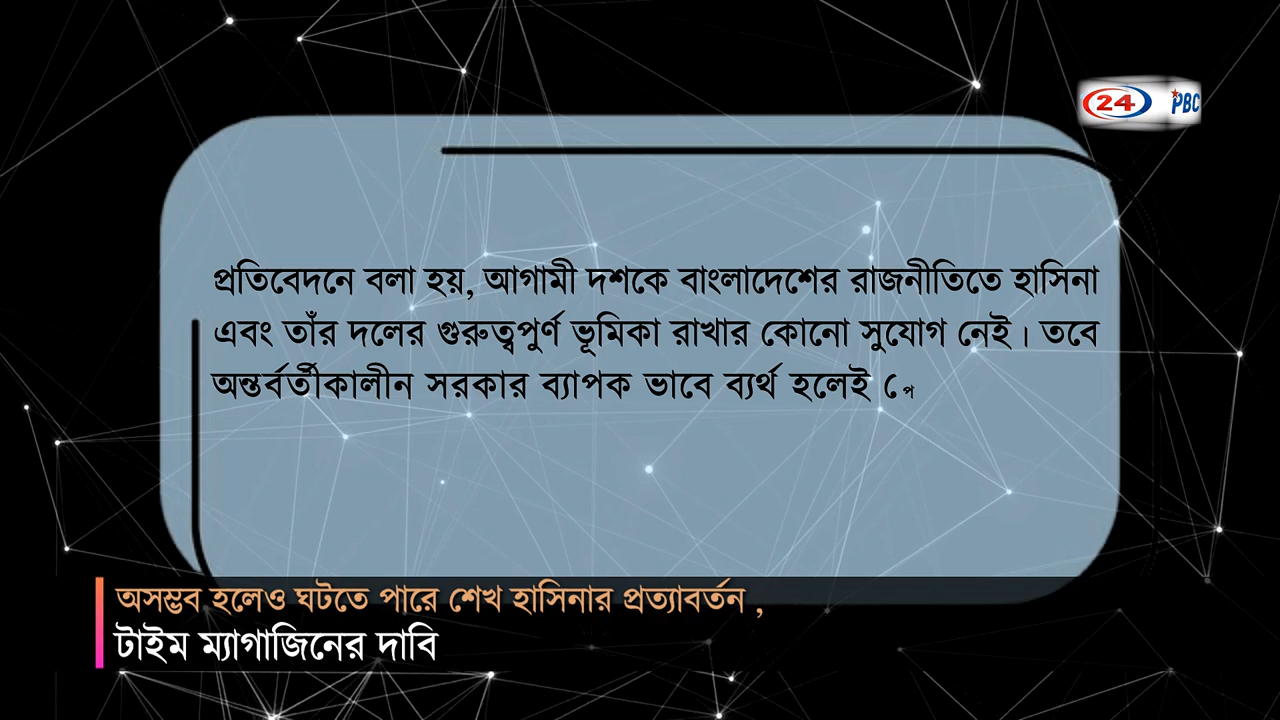 24 PBC
প্রতিবেদনে বলা হয়, আগামী দশকে বাংলাদেশের রাজনীতিতে হাসিনা
এবং তাঁর দলের গুরুত্বপুর্ণ ভূমিকা রাখার কোনো সুযোগ নেই। তবে
অন্তর্বর্তীকালীন সরকার ব্যাপক ভাবে ব্যর্থ হলেই পে
অসম্ভব হলেও ঘটতে পারে শেখ হাসিনার প্রত্যাবর্তন ,
টাইম ম্যাগাজিনের দাবি